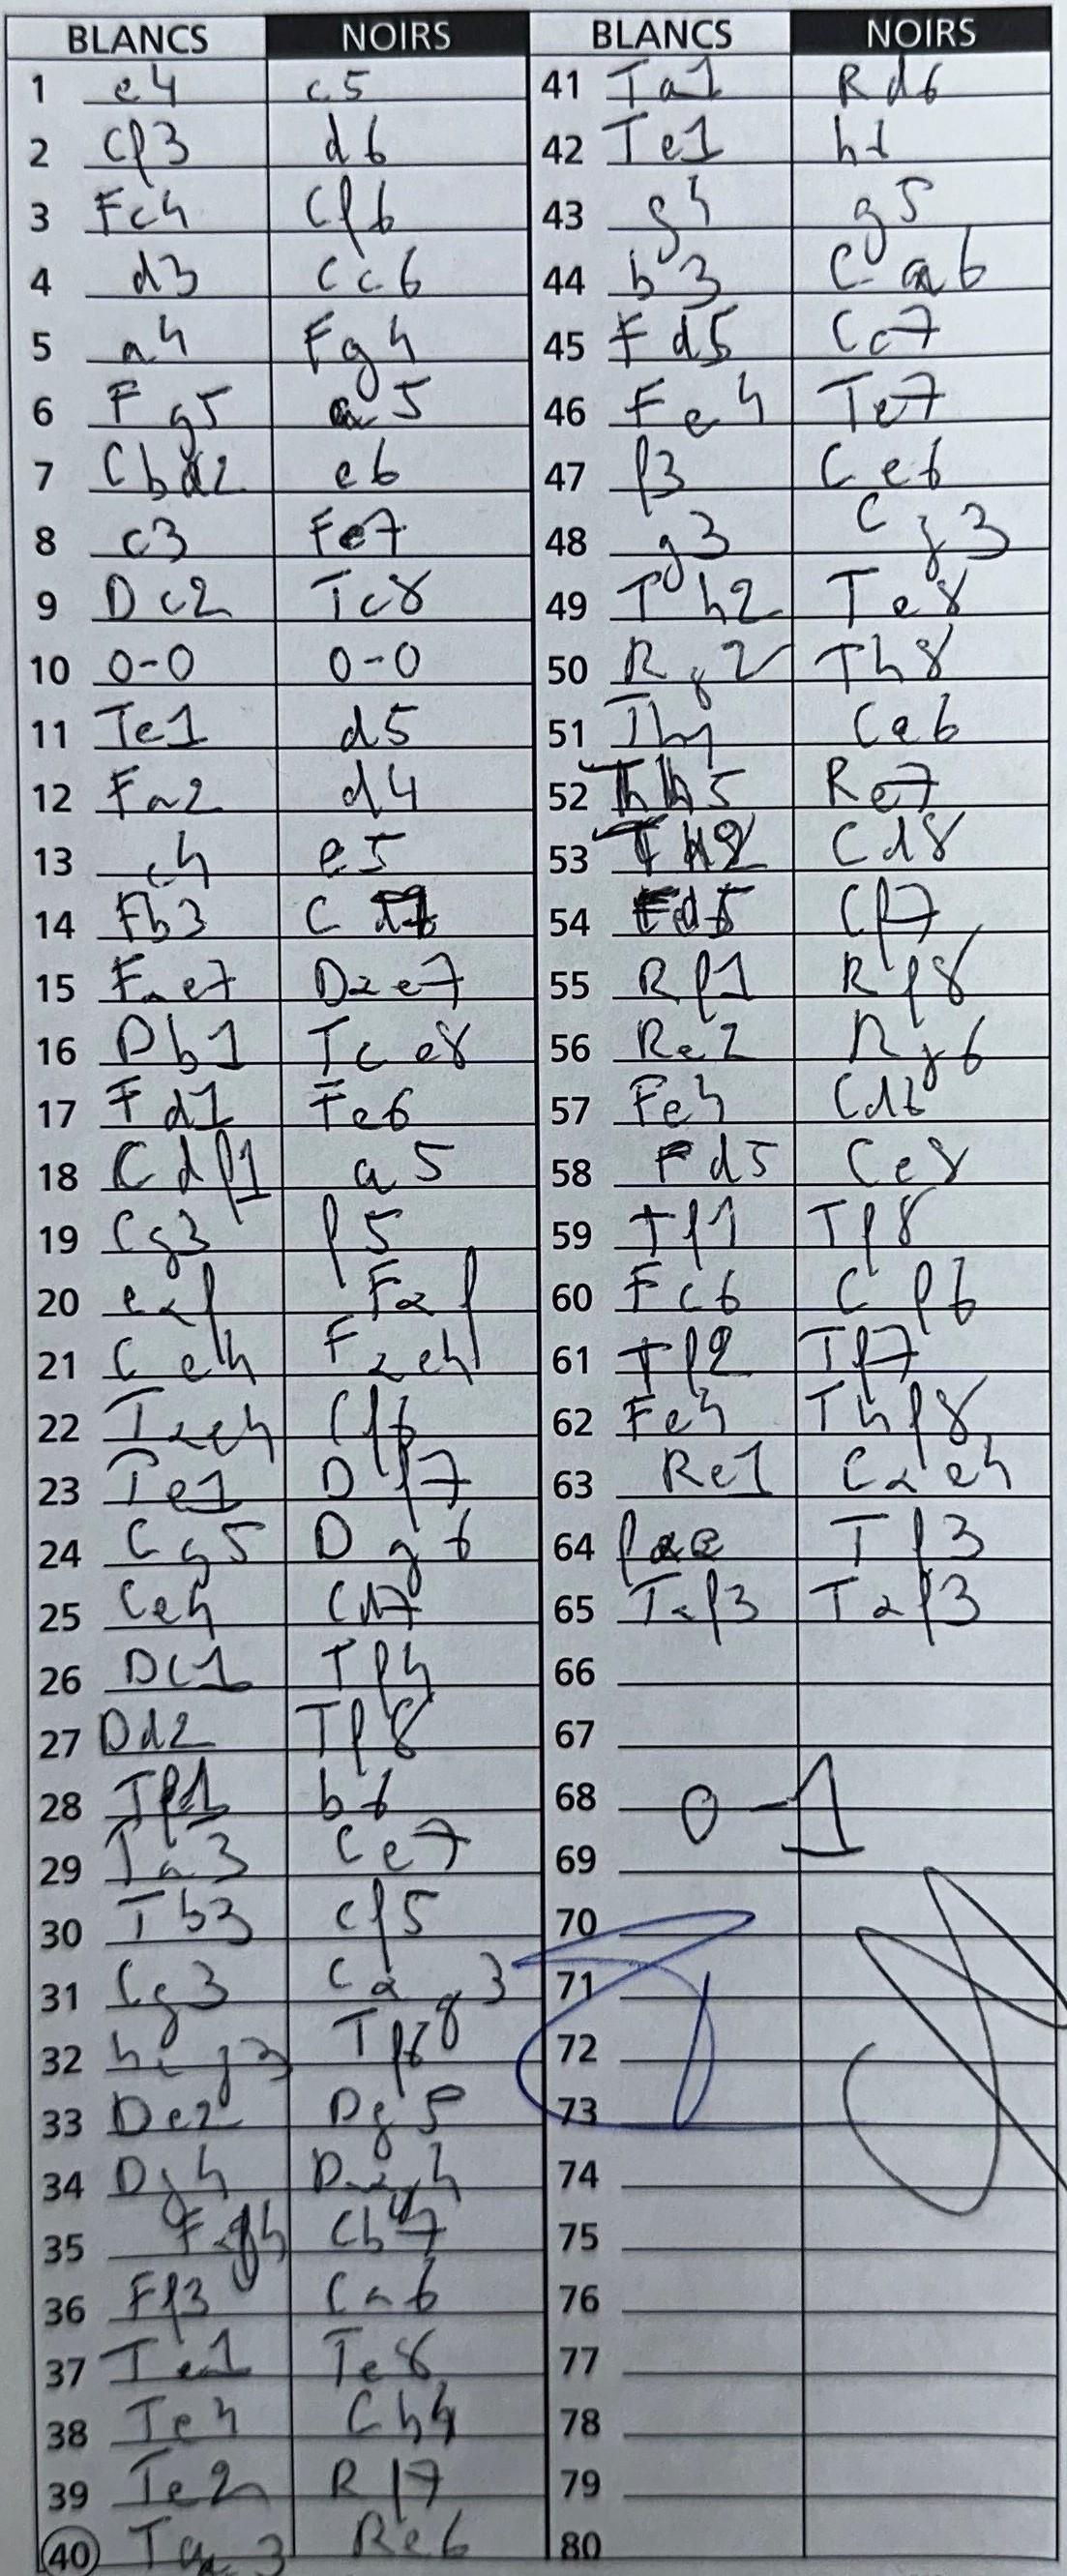 BLANCS NOIRS
1 e4 c5
2 Cf3 d6
3 Fc4 Cf6
4 d3 Cc6
5 a4 Fg4
6 Fg5 a5
7 Cbd2 e6
8 c3 Fe7
9 Dc2 Tc8
10 0-0 0-0
11 Te1 d5
12 Fa2 d4
13 c4 e5
14 Fb3 C
15 Fxe7 Dxe7
16 Db1 Tce8
17 Fd1 Fe6
18 Cdf1 a5
19 Cg3 f5
20 exf Fxf
21 Ce4 Fxe4
22 Txe4 Cf6
23 Te1 Df7
24 Cg5 Dg6
25 Ce4 Cd7
26 Dc1 Tf4
27 Dd2 Tf8
28 Tf1 b6
29 Ta3 Ce7
30 Tb3 Cf5
31 Cg3 Cxg3
32 hxg3 Tf6
33 De2 Dg5
34 Dg4 Dxg4
35 Fxg4 Cb7
36 Ff3 Ca6
37 Te1 Te8
38 Te4 Cb4
39 Te2 Rf7
40 Ta3 Re6
BLANCS NOIRS
41 Ta1 Rd6
42 Te1 h6
43 g4 g5
44 b3 Ca6
45 Fd5 Cc7
46 Fe4 Te7
47 f3 Ce6
48 g3 Cg3
49 Th2 Te8
50 Rg2 Th8
51 Th1 Ce6
52 Th5 Re7
53 Th2 Cd8
54 Fd5 Cf7
55 Rf1 Rf8
56 Re2 Rg6
57 Fe4 Cd6
58 Fd5 Ce8
59 Tf1 Tf8
60 Fc6 Cf6
61 Tf2 Tf7
62 Fe4 Thf8
63 Re1 Cxe4
64 fxe Tf3
65 Txf3 Txf3
66
67
68 0-1
69
70
71
72
73
74
75
76
77
78
79
80